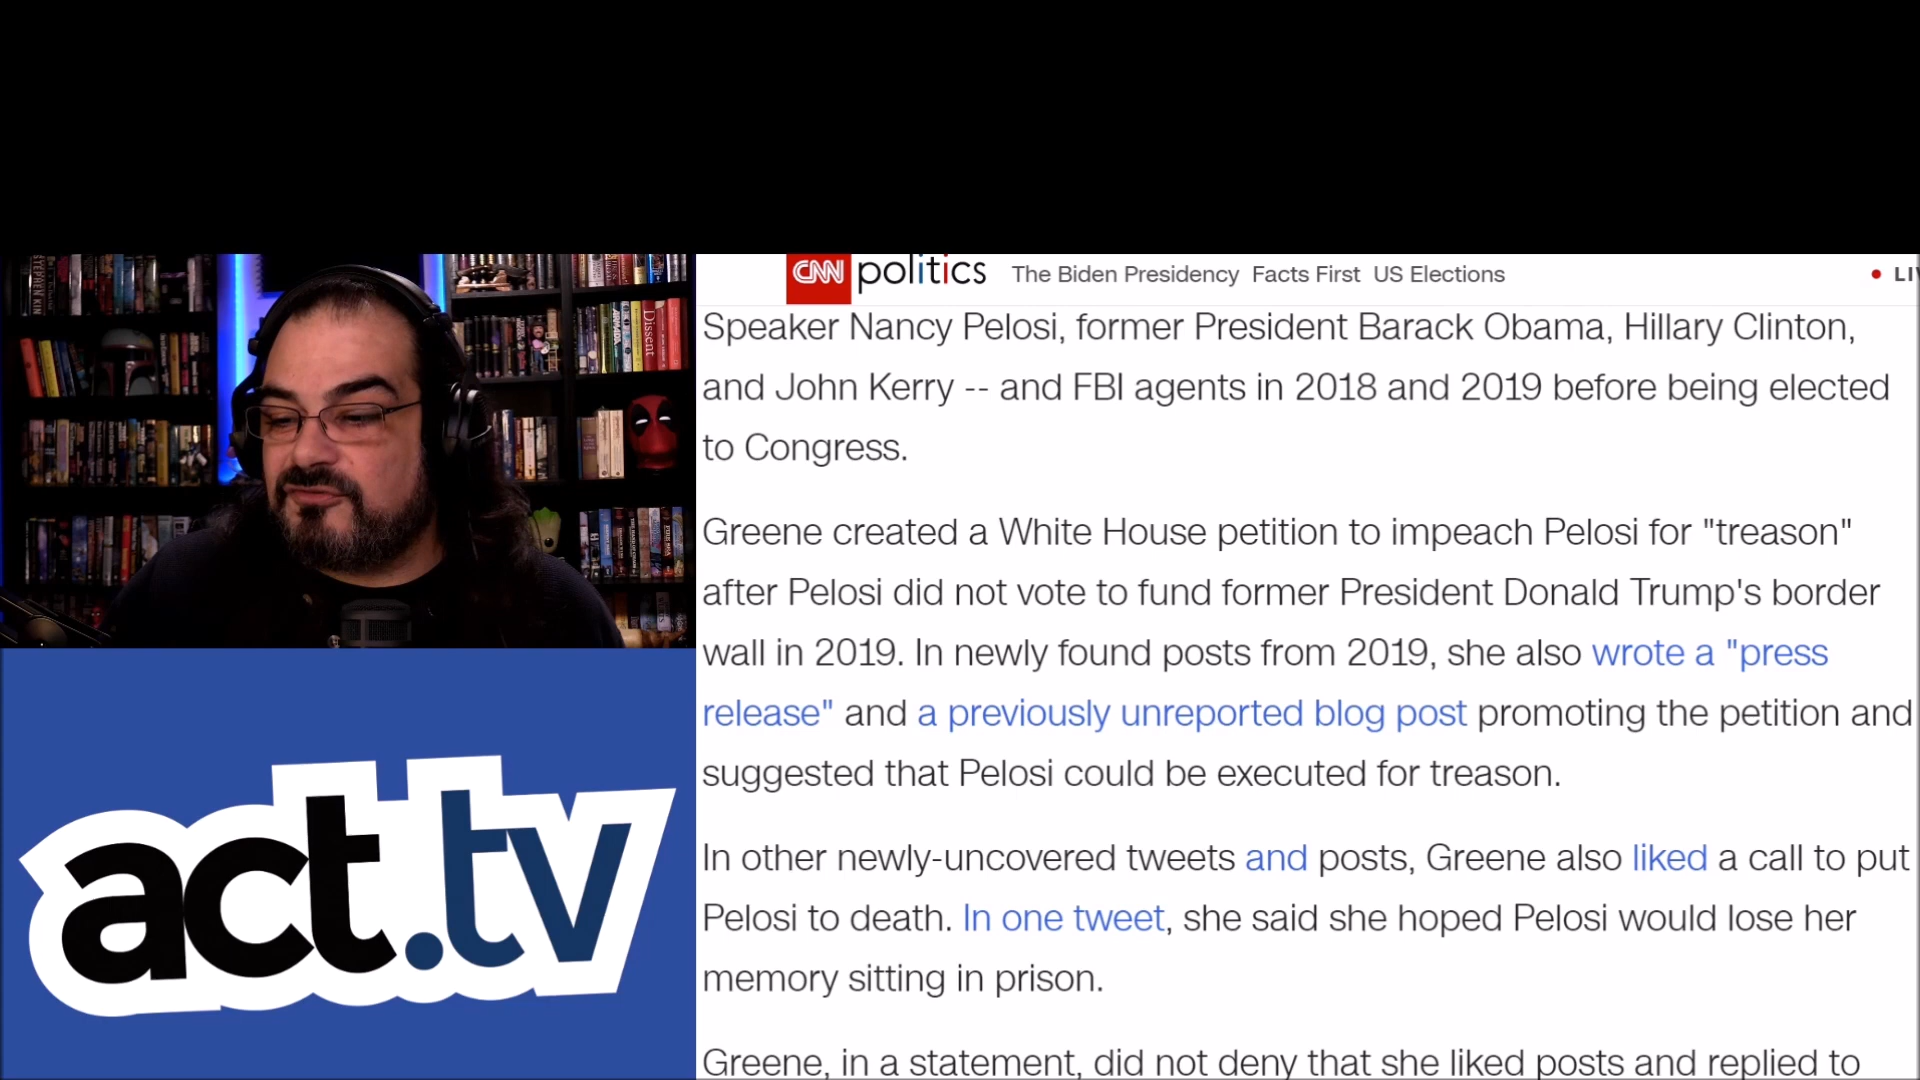 CNN politics The Biden Presidency Facts First US Elections
Speaker Nancy Pelosi, former President Barack Obama, Hillary Clinton,
and John Kerry -- and FBI agents in 2018 and 2019 before being elected
to Congress.
Greene created a White House petition to impeach Pelosi for "treason"
after Pelosi did not vote to fund former President Donald Trump's border
wall in 2019. In newly found posts from 2019, she also wrote a "press
release" and a previously unreported blog post promoting the petition and
suggested that Pelosi could be executed for treason.
In other newly-uncovered tweets and posts, Greene also liked a call to put
Pelosi to death. In one tweet, she said she hoped Pelosi would lose her
memory sitting in prison.
Greene, in a statement, did not deny that she liked posts and replied to
Dissent
ARMADA
act.tv